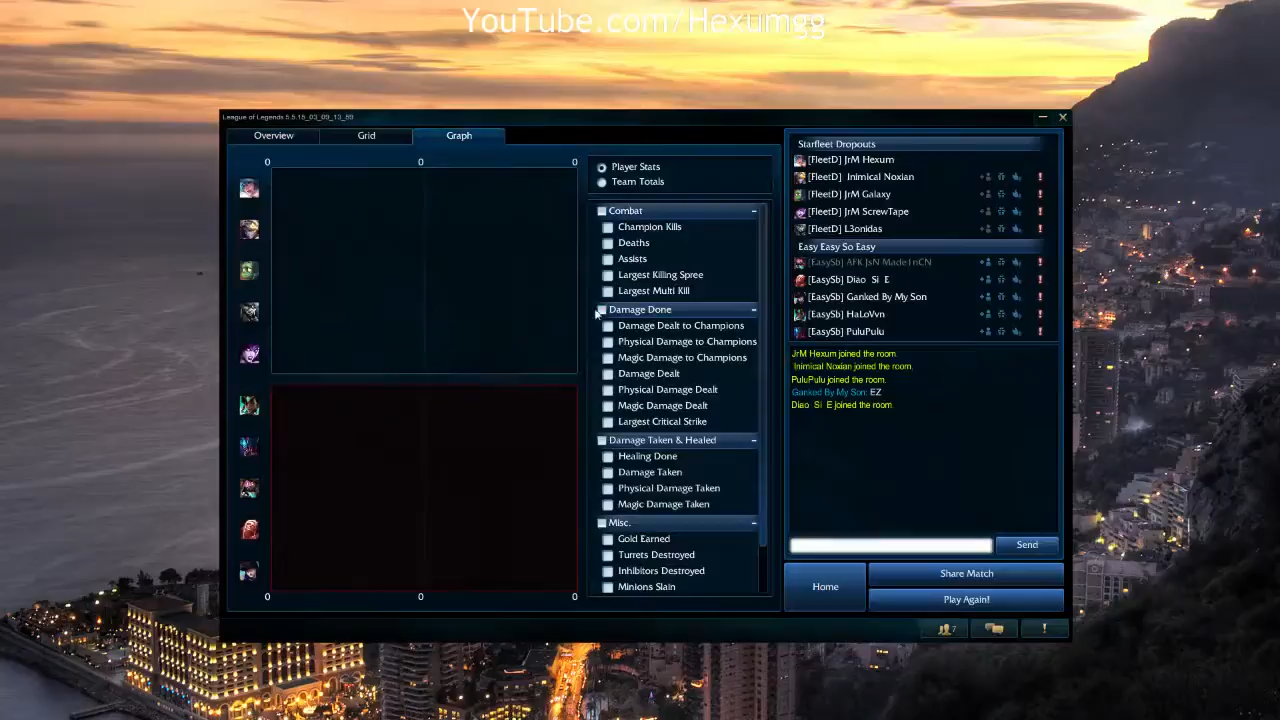 YouTube.com/Hexumgg
League of Legends 5.5.15_03_09_13_59
Overview
Grid
Graph
0
0
0
0
0
0
Player Stats
Team Totals
Combat
Champion Kills
Deaths
Assists
Largest Killing Spree
Largest Multi Kill
Damage Done
Damage Dealt to Champions
Physical Damage to Champions
Magic Damage to Champions
Damage Dealt
Physical Damage Dealt
Magic Damage Dealt
Largest Critical Strike
Damage Taken & Healed
Healing Done
Damage Taken
Physical Damage Taken
Magic Damage Taken
Misc.
Gold Earned
Turrets Destroyed
Inhibitors Destroyed
Minions Slain
Starfleet Dropouts
[FleetD] JrM Hexum
[FleetD] Inimical Noxian
[FleetD] JrM Galaxy
[FleetD] JrM ScrewTape
[FleetD] L3onidas
Easy Easy So Easy
[EasySb] AFK JsN Made1nCN
[EasySb] Diao Si E
[EasySb] Ganked By My Son
[EasySb] HaLoVvn
[EasySb] PuluPulu
JrM Hexum joined the room.
Inimical Noxian joined the room.
PuluPulu joined the room.
Ganked By My Son: EZ
Diao Si E joined the room.
Send
Home
Share Match
Play Again!
7